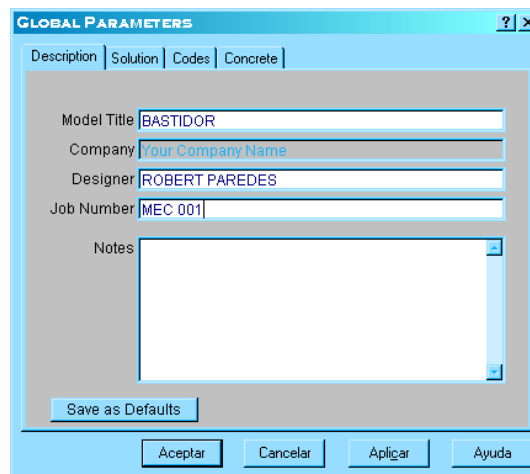 GLOBAL PARAMETERS
Description Solution Codes Concrete
Model Title BASTIDOR
Company Your Company Name
Designer ROBERT PAREDES
Job Number MEC 001
Notes
Save as Defaults
Aceptar Cancelar Aplicar Ayuda